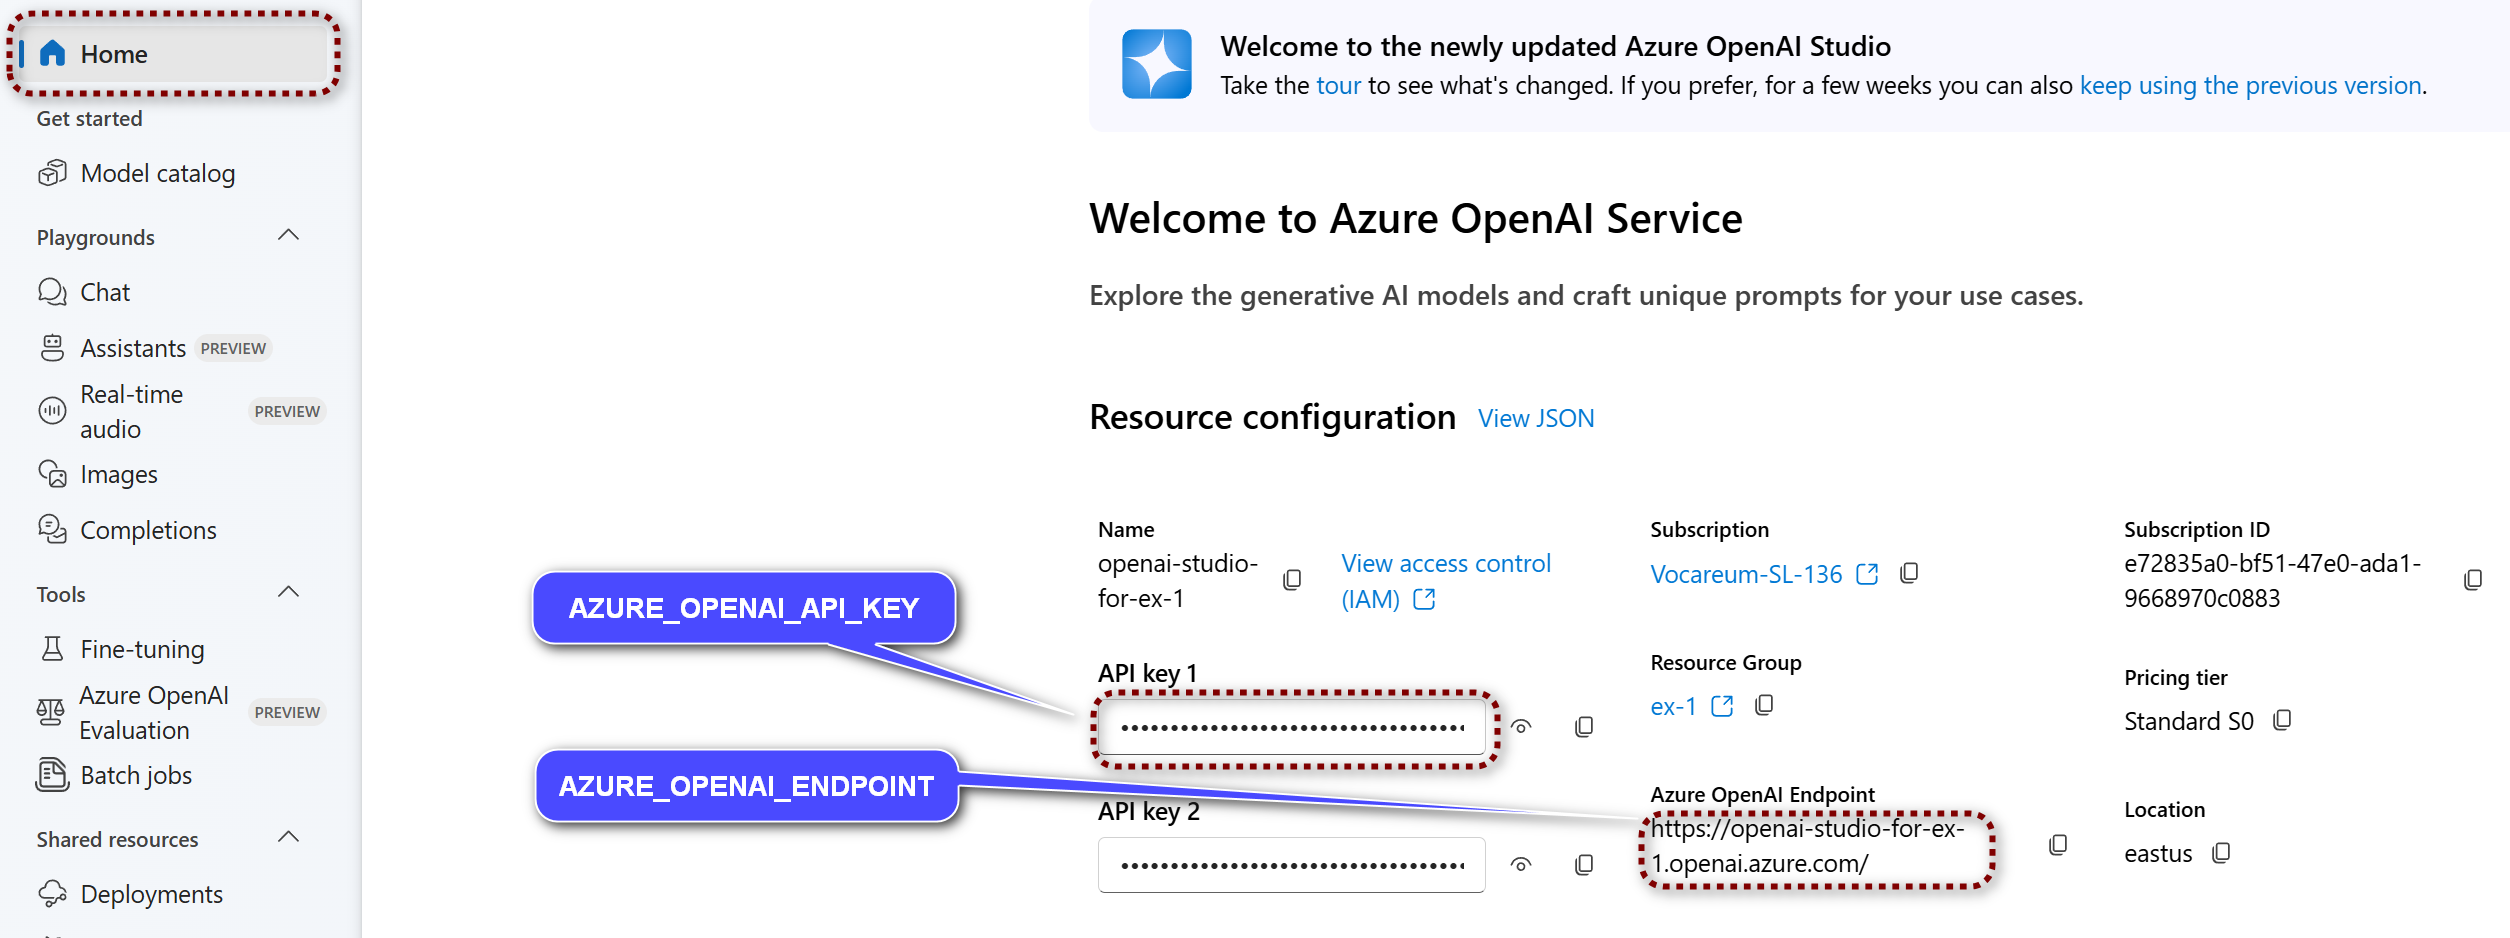 Home
Get started
Model catalog
Playgrounds
Chat
Assistants PREVIEW
Real-time
audio
PREVIEW
Images
Completions
Tools
Fine-tuning
Azure OpenAI
Evaluation
PREVIEW
Batch jobs
Shared resources
Deployments
Welcome to the newly updated Azure OpenAI Studio
Take the tour to see what's changed. If you prefer, for a few weeks you can also keep using the previous version.
Welcome to Azure OpenAI Service
Explore the generative AI models and craft unique prompts for your use cases.
Resource configuration View JSON
Name
openai-studio-
for-ex-1
View access control
(IAM)
Subscription
Vocareum-SL-136
Subscription ID
e72835a0-bf51-47e0-ada1-
9668970c0883
AZURE_OPENAI_API_KEY
API key 1
Resource Group
ex-1
Pricing tier
Standard S0
AZURE_OPENAI_ENDPOINT
API key 2
Azure OpenAI Endpoint
https://openai-studio-for-ex-
1.openai.azure.com/
Location
eastus